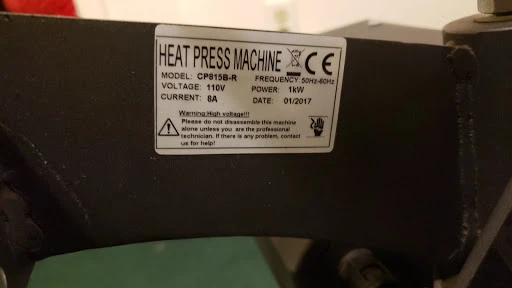 HEAT PRESS MACHINE CE
MODEL: CP815B-R FREQUENCY: 50Hz-60Hz
VOLTAGE: 110V POWER: 1kW
CURRENT: 8A DATE: 01/2017
Warning:High voltage!!!
Please do not disassemble this machine
alone unless you are the professional
technician. If there is any problem, contact
us for help!